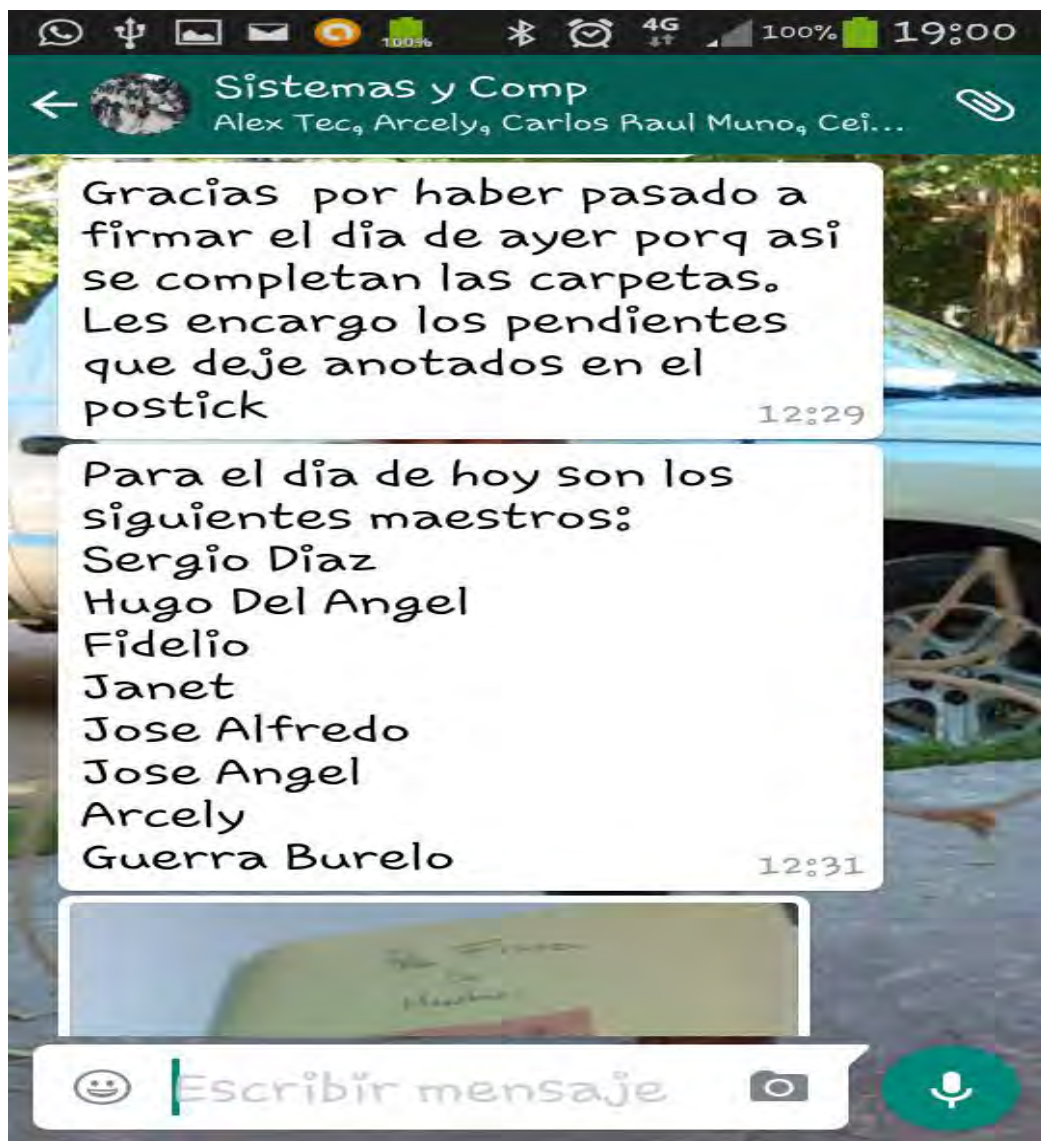 100% 4G 100% 19:00
Sistemas y Comp
Alex Tec, Arcely, Carlos Raul Muno, Cei...
Gracias por haber pasado a
firmar el dia de ayer porq asi
se completan las carpetas.
Les encargo los pendientes
que deje anotados en el
postick
12:29
Para el dia de hoy son los
siguientes maestros:
Sergio Diaz
Hugo Del Angel
Fidelio
Janet
Jose Alfredo
Jose Angel
Arcely
Guerra Burelo
12:31
Escribir mensaje